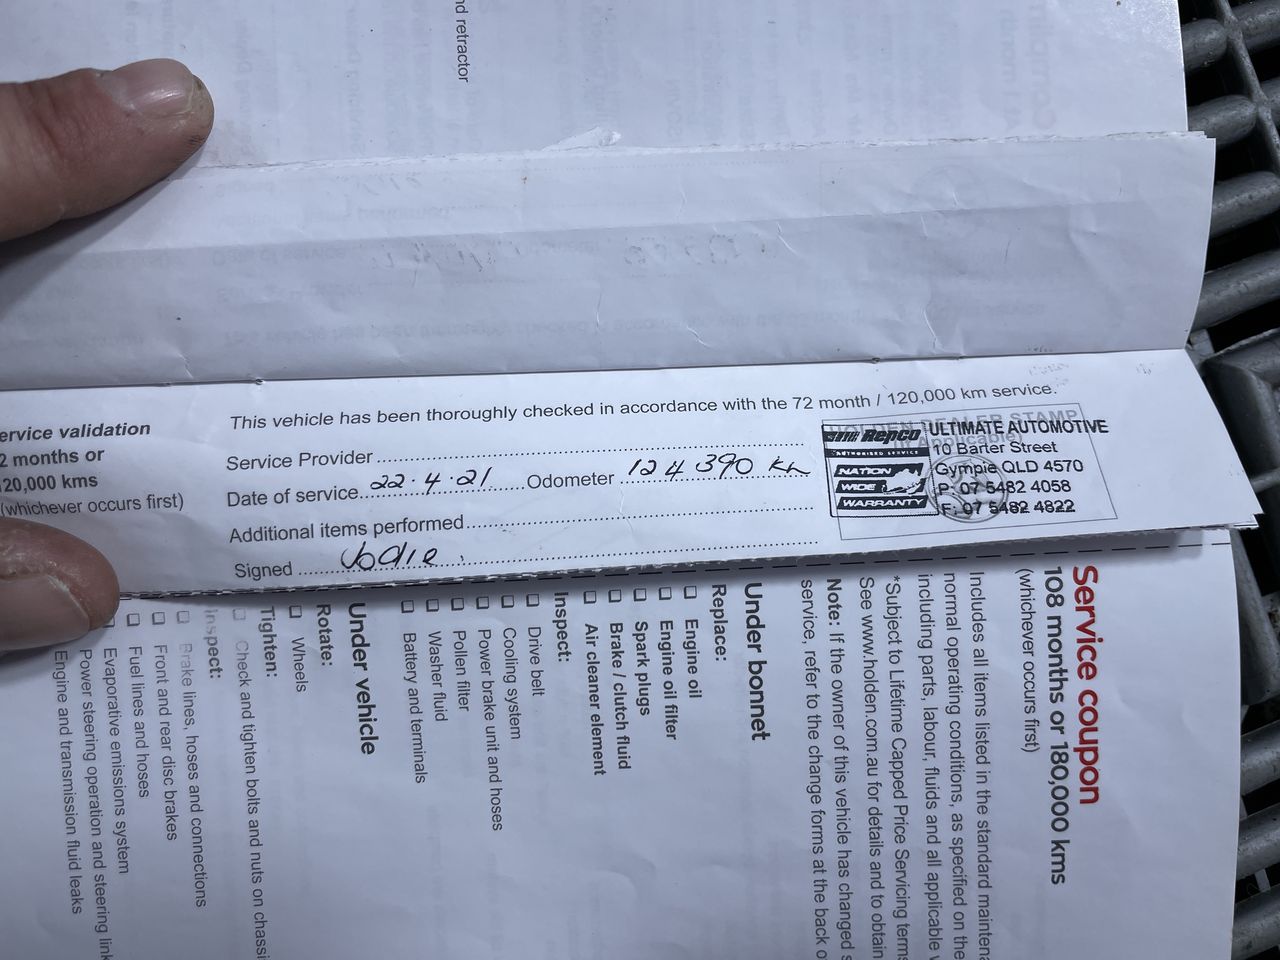 nd retractor
ervice validation
2 months or
120,000 kms
(whichever occurs first)
This vehicle has been thoroughly checked in accordance with the 72 month / 120,000 km service.
Service Provider
Date of service 22.4.21 Odometer 124 390 km
Additional items performed
Signed Jodie
HOLDEN DEALER STAMP
(if applicable)
Repco
AUTHORISED SERVICE
NATION
WIDE
WARRANTY
ULTIMATE AUTOMOTIVE
10 Barter Street
Gympie QLD 4570
P: 07 5482 4058
F: 07 5482 4822
Service coupon
108 months or 180,000 kms
(whichever occurs first)
Includes all items listed in the standard maintena
normal operating conditions, as specified on the
including parts, labour, fluids and all applicable
*Subject to Lifetime Capped Price Servicing terms
See www.holden.com.au for details and to obtain
Note: If the owner of this vehicle has changed s
service, refer to the change forms at the back o
Under bonnet
Replace:
Engine oil
Engine oil filter
Spark plugs
Brake / clutch fluid
Air cleaner element
Inspect:
Drive belt
Cooling system
Power brake unit and hoses
Pollen filter
Washer fluid
Battery and terminals
Under vehicle
Rotate:
Wheels
Tighten:
Check and tighten bolts and nuts on chassi
Inspect:
Brake lines, hoses and connections
Front and rear disc brakes
Fuel lines and hoses
Evaporative emissions system
Power steering operation and steering link
Engine and transmission fluid leaks